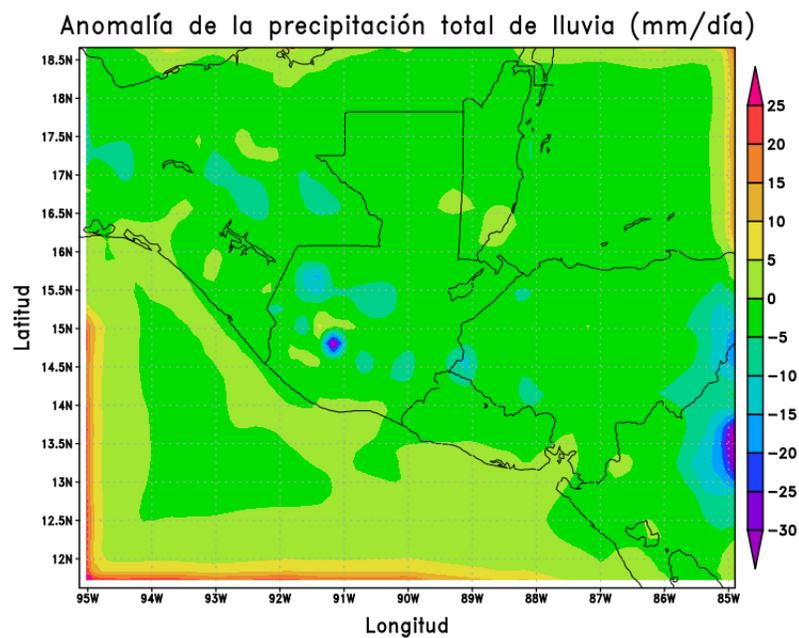 Anomalía de la precipitación total de lluvia (mm/día)
18.5N
18N
17.5N
17N
16.5N
16N
15.5N
15N
14.5N
14N
13.5N
13N
12.5N
12N
Latitud
95W 94W 93W 92W 91W 90W 89W 88W 87W 86W 85W
Longitud
25
20
15
10
5
0
−5
−10
−15
−20
−25
−30